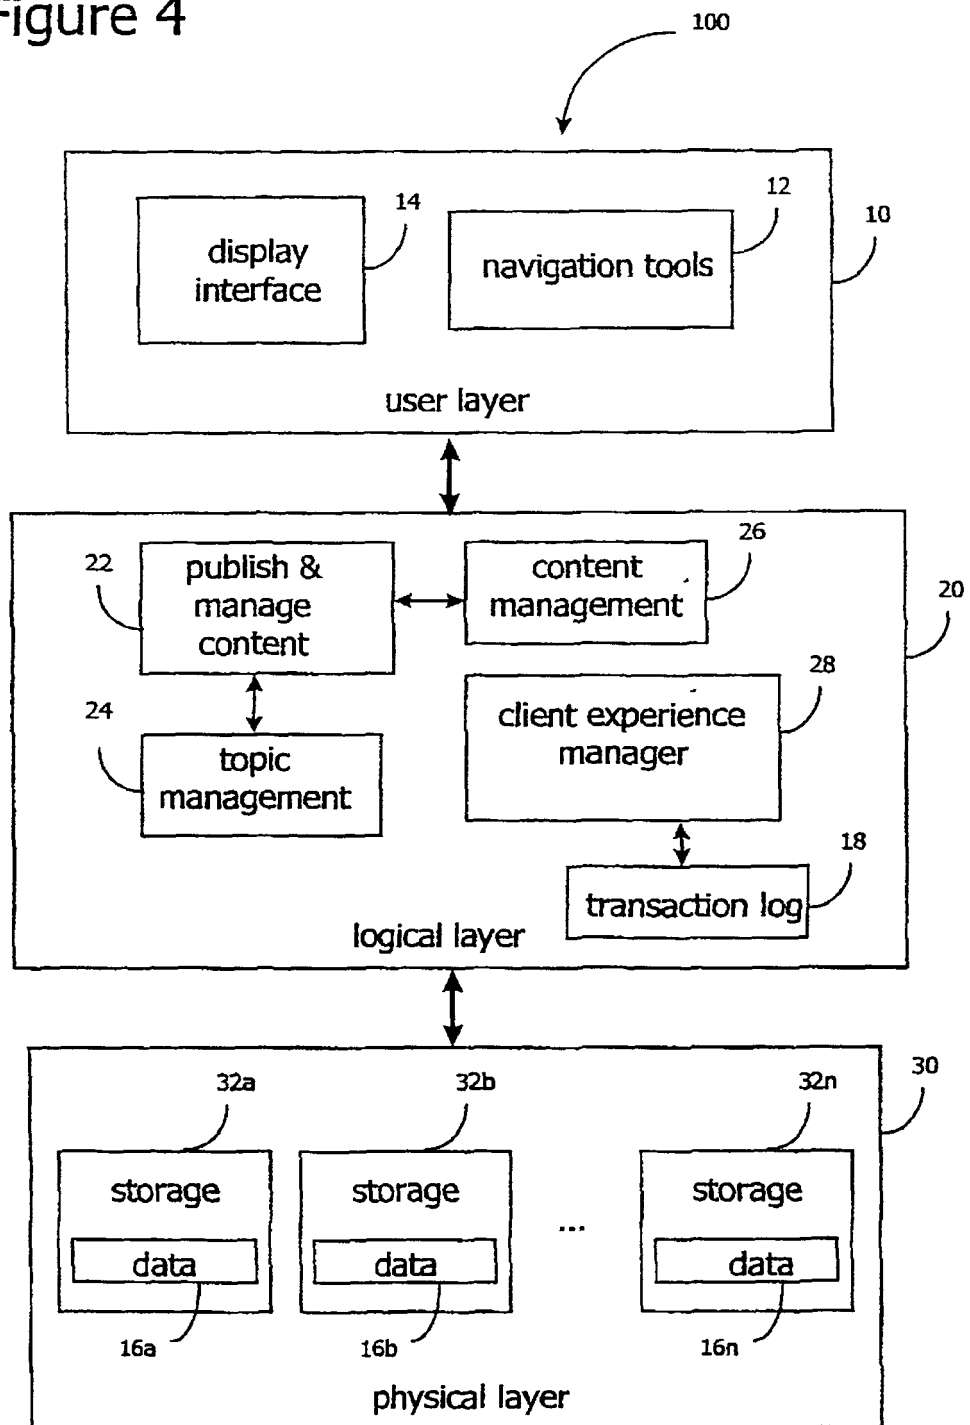 Figure 4
100
14
12
10
display
interface
navigation tools
user layer
22
publish &
manage
content
26
content
management
20
24
topic
management
28
client experience
manager
18
transaction log
logical layer
32a
32b
32n
30
storage
storage
storage
...
data
data
data
16a
16b
16n
physical layer